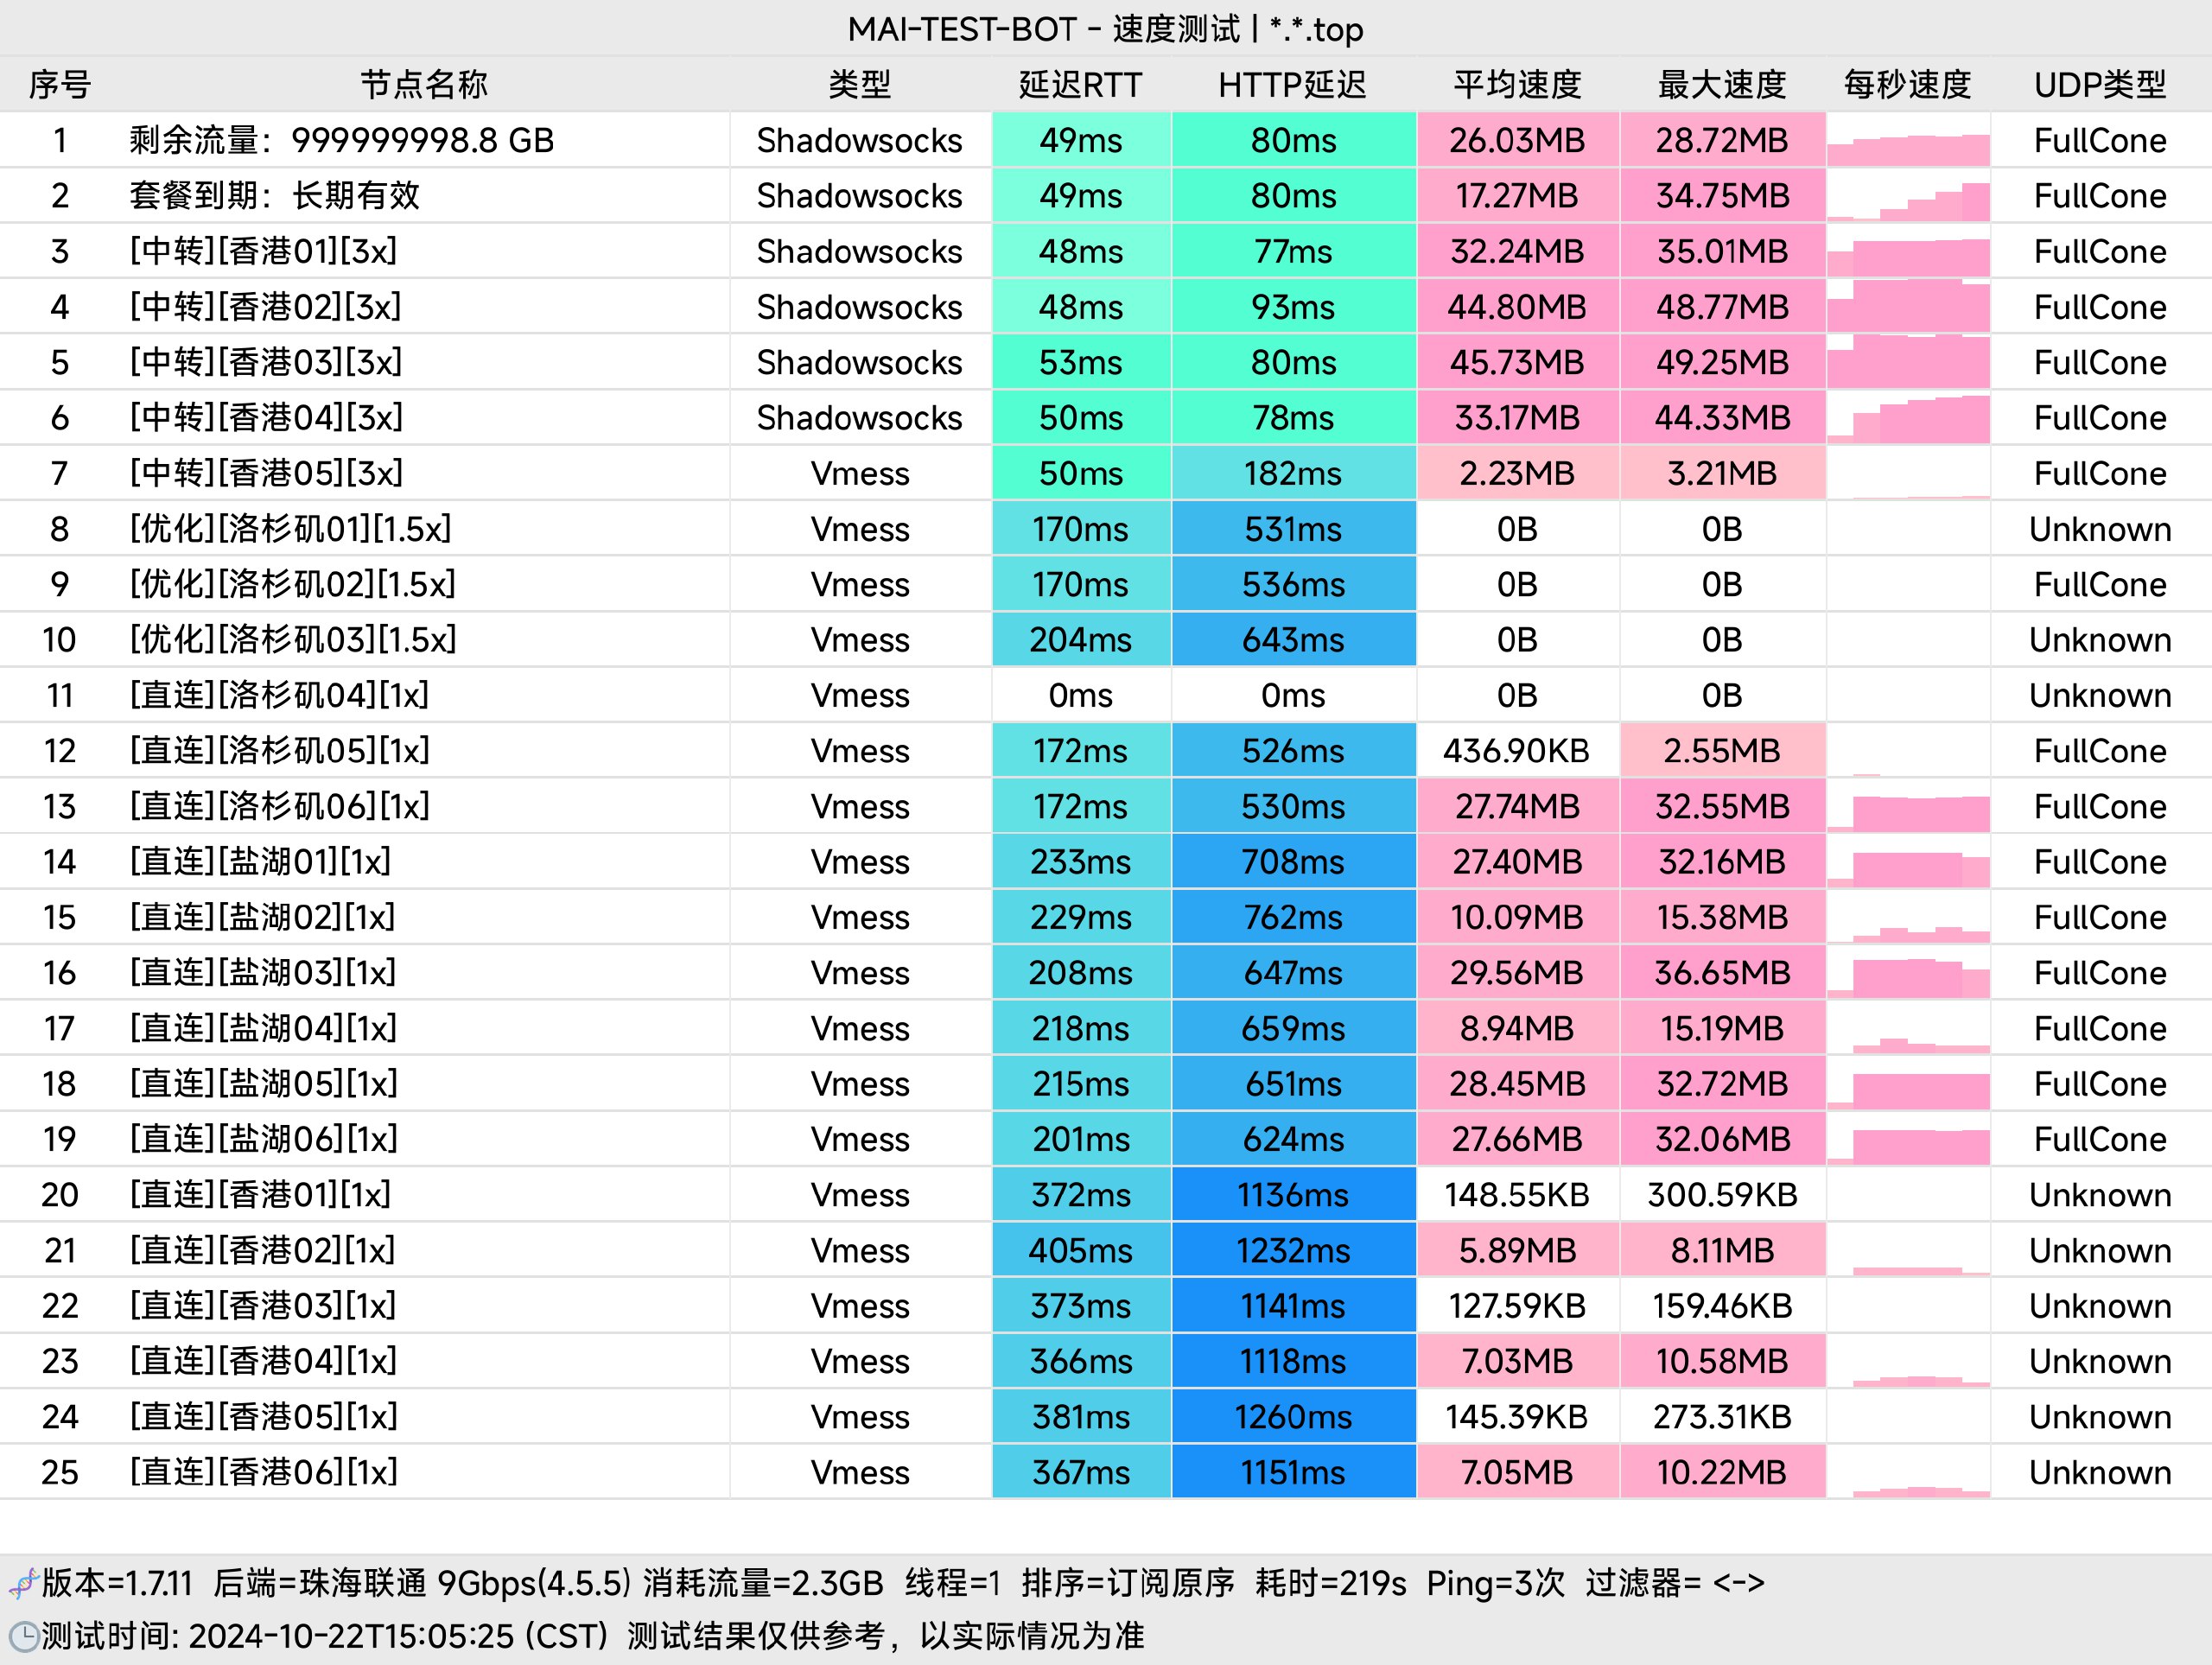 MAI-TEST-BOT - 速度测试 | *.*.top
序号 节点名称 类型 延迟RTT HTTP延迟 平均速度 最大速度 每秒速度 UDP类型
1 剩余流量：999999998.8 GB Shadowsocks 49ms 80ms 26.03MB 28.72MB FullCone
2 套餐到期：长期有效 Shadowsocks 49ms 80ms 17.27MB 34.75MB FullCone
3 [中转][香港01][3x] Shadowsocks 48ms 77ms 32.24MB 35.01MB FullCone
4 [中转][香港02][3x] Shadowsocks 48ms 93ms 44.80MB 48.77MB FullCone
5 [中转][香港03][3x] Shadowsocks 53ms 80ms 45.73MB 49.25MB FullCone
6 [中转][香港04][3x] Shadowsocks 50ms 78ms 33.17MB 44.33MB FullCone
7 [中转][香港05][3x] Vmess 50ms 182ms 2.23MB 3.21MB FullCone
8 [优化][洛杉矶01][1.5x] Vmess 170ms 531ms 0B 0B Unknown
9 [优化][洛杉矶02][1.5x] Vmess 170ms 536ms 0B 0B FullCone
10 [优化][洛杉矶03][1.5x] Vmess 204ms 643ms 0B 0B Unknown
11 [直连][洛杉矶04][1x] Vmess 0ms 0ms 0B 0B Unknown
12 [直连][洛杉矶05][1x] Vmess 172ms 526ms 436.90KB 2.55MB FullCone
13 [直连][洛杉矶06][1x] Vmess 172ms 530ms 27.74MB 32.55MB FullCone
14 [直连][盐湖01][1x] Vmess 233ms 708ms 27.40MB 32.16MB FullCone
15 [直连][盐湖02][1x] Vmess 229ms 762ms 10.09MB 15.38MB FullCone
16 [直连][盐湖03][1x] Vmess 208ms 647ms 29.56MB 36.65MB FullCone
17 [直连][盐湖04][1x] Vmess 218ms 659ms 8.94MB 15.19MB FullCone
18 [直连][盐湖05][1x] Vmess 215ms 651ms 28.45MB 32.72MB FullCone
19 [直连][盐湖06][1x] Vmess 201ms 624ms 27.66MB 32.06MB FullCone
20 [直连][香港01][1x] Vmess 372ms 1136ms 148.55KB 300.59KB Unknown
21 [直连][香港02][1x] Vmess 405ms 1232ms 5.89MB 8.11MB Unknown
22 [直连][香港03][1x] Vmess 373ms 1141ms 127.59KB 159.46KB Unknown
23 [直连][香港04][1x] Vmess 366ms 1118ms 7.03MB 10.58MB Unknown
24 [直连][香港05][1x] Vmess 381ms 1260ms 145.39KB 273.31KB Unknown
25 [直连][香港06][1x] Vmess 367ms 1151ms 7.05MB 10.22MB Unknown
版本=1.7.11 后端=珠海联通 9Gbps(4.5.5) 消耗流量=2.3GB 线程=1 排序=订阅原序 耗时=219s Ping=3次 过滤器= <->
测试时间: 2024-10-22T15:05:25 (CST) 测试结果仅供参考，以实际情况为准